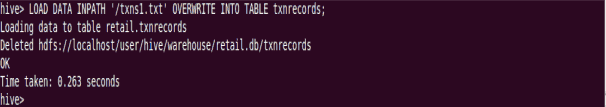 hive> LOAD DATA INPATH '/txns1.txt' OVERWRITE INTO TABLE txnrecords;
Loading data to table retail.txnrecords
Deleted hdfs://localhost/user/hive/warehouse/retail.db/txnrecords
OK
Time taken: 0.263 seconds
hive>